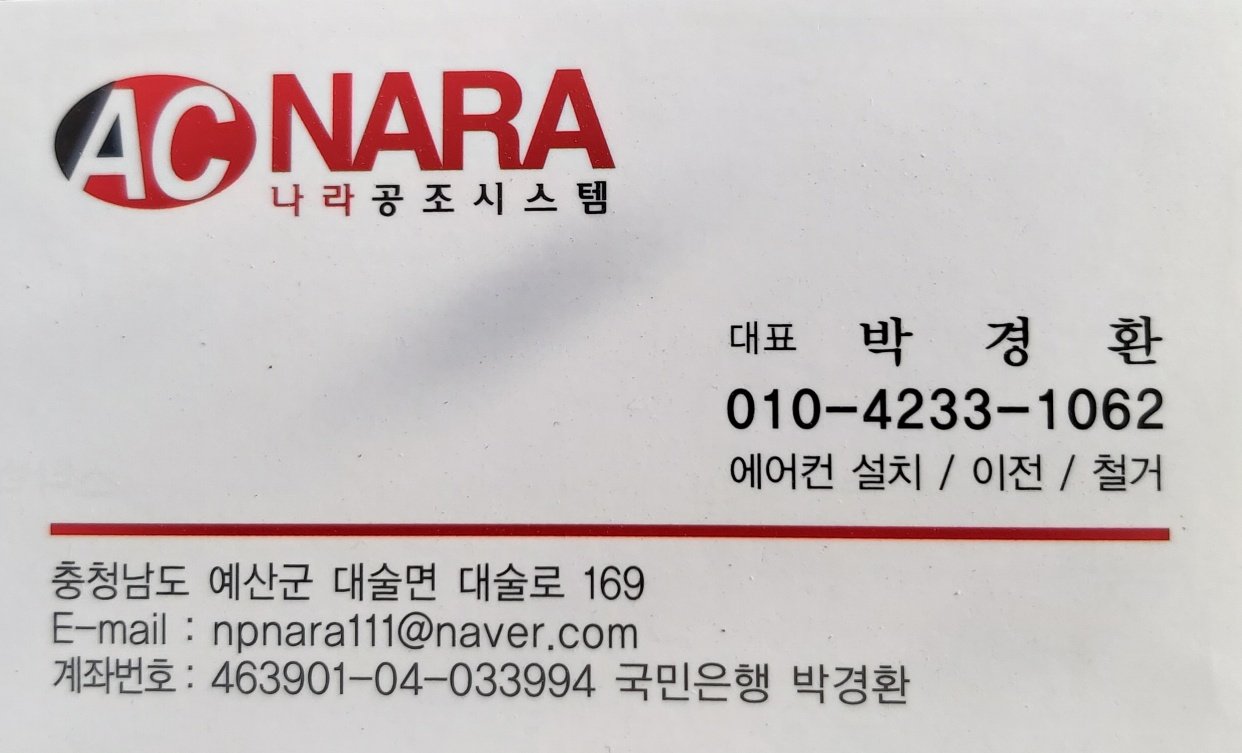 AC NARA
나라공조시스템
대표 박경환
010-4233-1062
에어컨 설치 / 이전 / 철거
충청남도 예산군 대술면 대술로 169
E-mail : npnara111@naver.com
계좌번호 : 463901-04-033994 국민은행 박경환